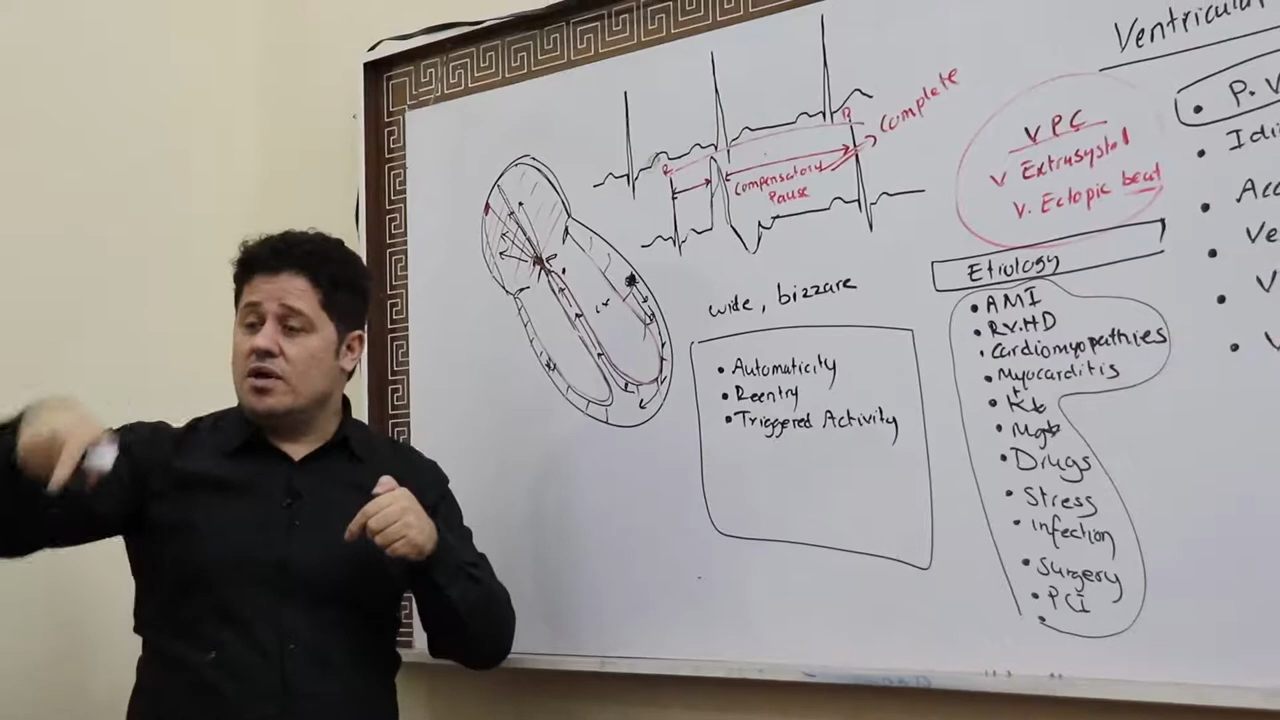 Ventricular
complete
R
R
Compensatory
Pause
VPC
V Extrasystol
V. Ectopic beat
• P.V
Idi
• Acc
• Ve
• V
• V
Etiology
• AMI
• RV.HD
• Cardiomyopathies
• Myocarditis
• K+
• Mg
• Drugs
• Stress
• Infection
• Surgery
• PCI
wide, bizzare
• Automaticity
• Reentry
• Triggered Activity